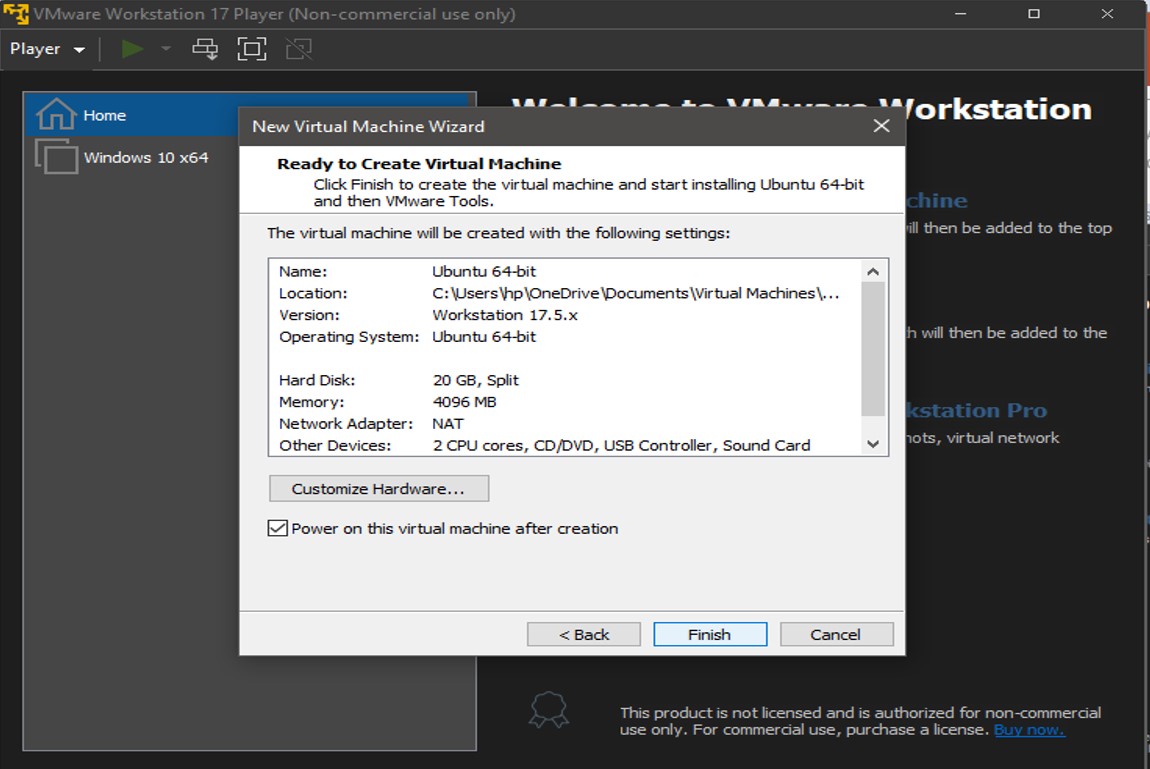 VMware Workstation 17 Player (Non-commercial use only)
Player
Home
Windows 10 x64
Welcome to VMware Workstation
New Virtual Machine Wizard
Ready to Create Virtual Machine
Click Finish to create the virtual machine and start installing Ubuntu 64-bit
and then VMware Tools.
The virtual machine will be created with the following settings:
Name: Ubuntu 64-bit
Location: C:\Users\hp\OneDrive\Documents\Virtual Machines\...
Version: Workstation 17.5.x
Operating System: Ubuntu 64-bit
Hard Disk: 20 GB, Split
Memory: 4096 MB
Network Adapter: NAT
Other Devices: 2 CPU cores, CD/DVD, USB Controller, Sound Card
Customize Hardware...
Power on this virtual machine after creation
< Back
Finish
Cancel
chine
ill then be added to the top
h will then be added to the
kstation Pro
ots, virtual network
This product is not licensed and is authorized for non-commercial
use only. For commercial use, purchase a license. Buy now.